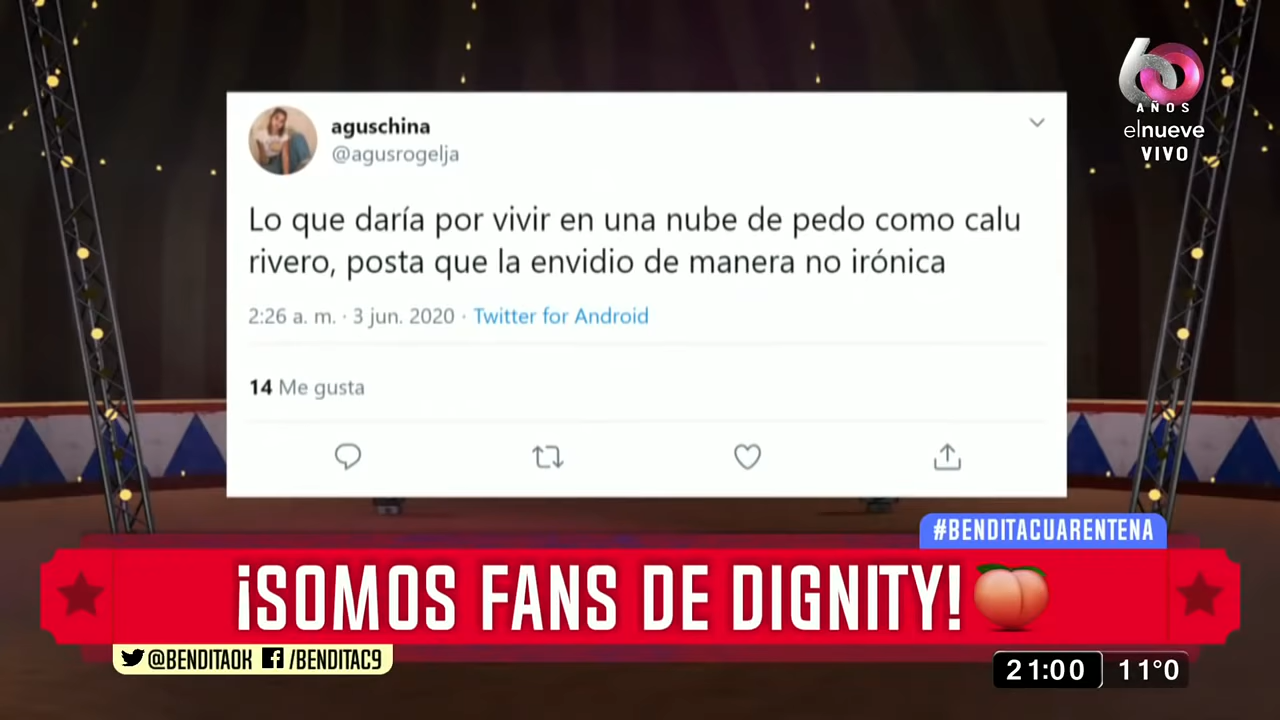 60
AÑOS
elnueve
VIVO
aguschina
@agusrogelja
Lo que daría por vivir en una nube de pedo como calu
rivero, posta que la envidio de manera no irónica
2:26 a. m. · 3 jun. 2020 · Twitter for Android
14 Me gusta
#BENDITACUARENTENA
¡SOMOS FANS DE DIGNITY!🍑
@BENDITAOK /BENDITAC9
21:00 11°0